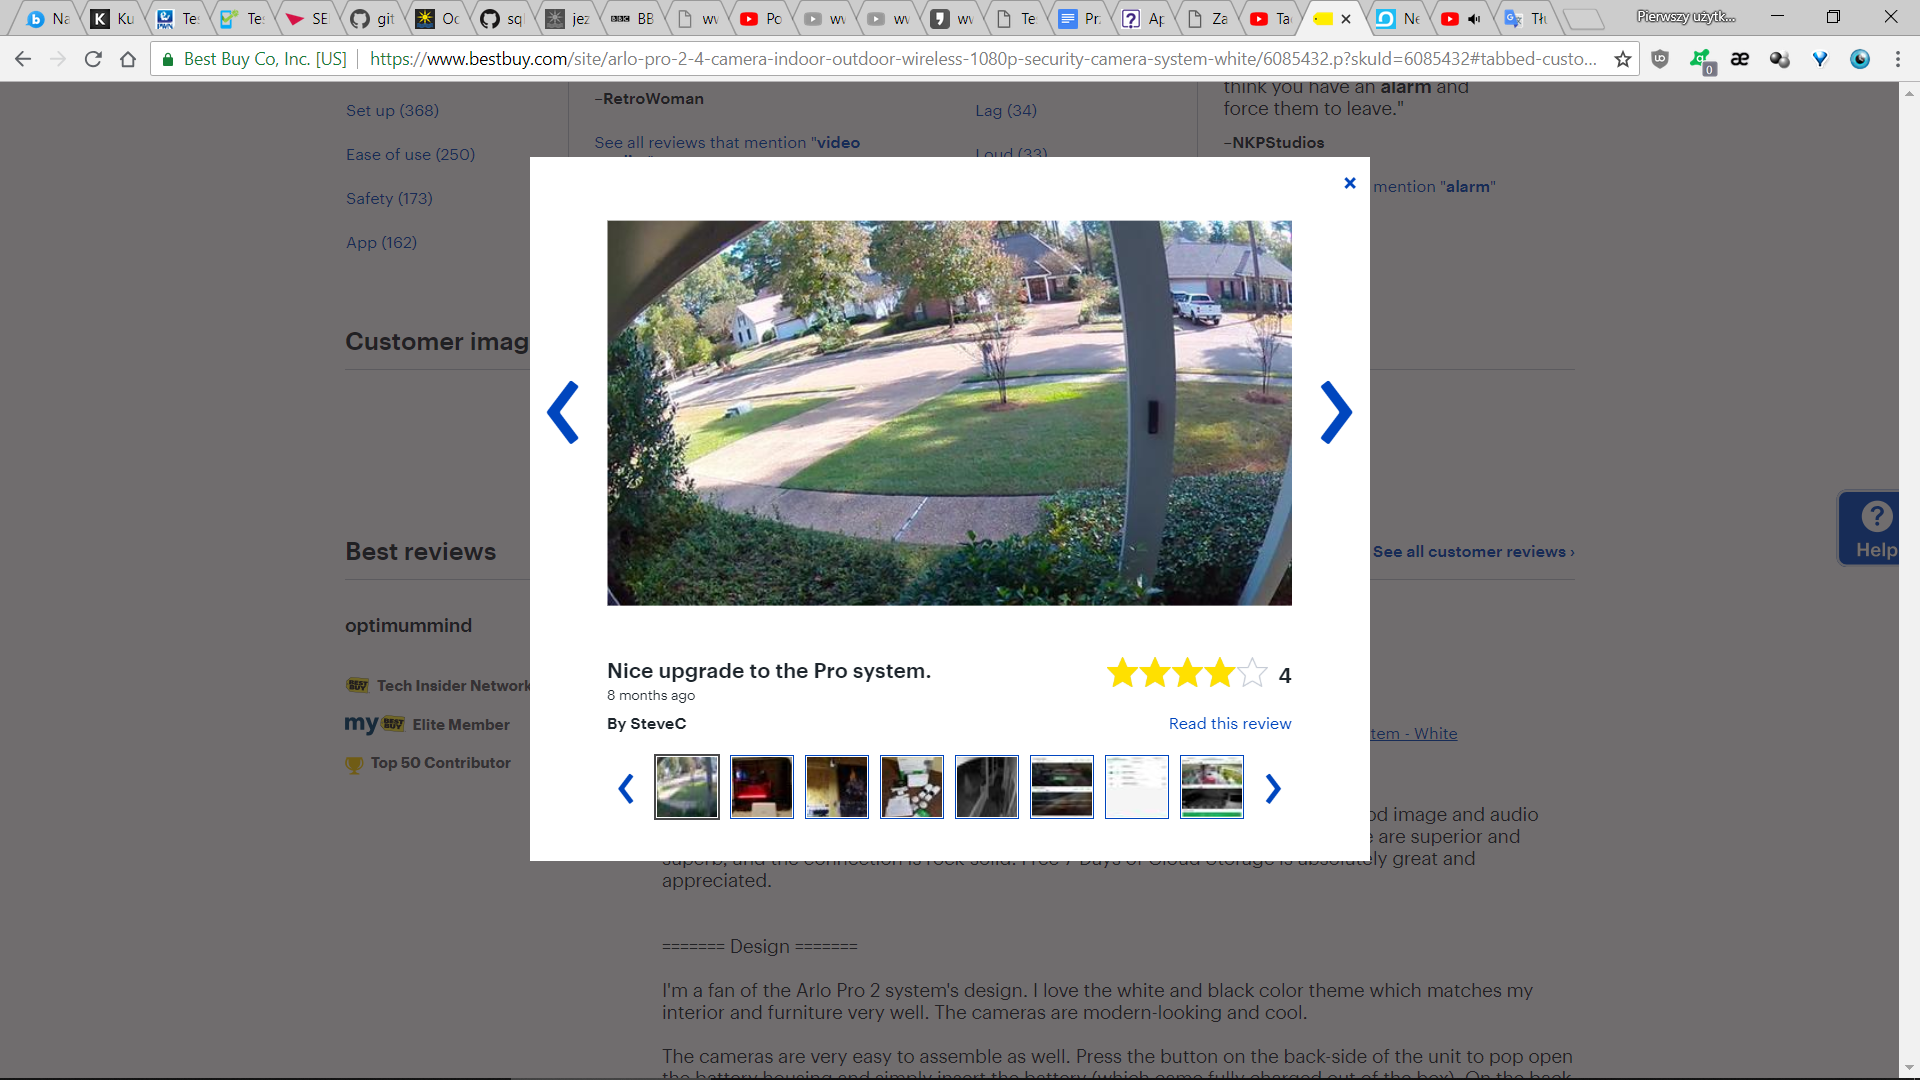 Na
Ku
Te
Te
SE
git
Oc
sq
jez
BB
wv
Po
wv
wv
wv
Te
Prz
Ap
Za
Ta
Ne
Tłu
Pierwszy użytk...
Best Buy Co, Inc. [US]
https://www.bestbuy.com/site/arlo-pro-2-4-camera-indoor-outdoor-wireless-1080p-security-camera-system-white/6085432.p?skuId=6085432#tabbed-custo...
0
Set up (368)
Ease of use (250)
Safety (173)
App (162)
–RetroWoman
See all reviews that mention "video
Lag (34)
Loud (33)
think you have an alarm and
force them to leave."
–NKPStudios
mention "alarm"
Customer imag
Nice upgrade to the Pro system.
8 months ago
By SteveC
4
Read this review
Help
Best reviews
See all customer reviews ›
optimummind
BEST BUY Tech Insider Network
my BEST BUY Elite Member
Top 50 Contributor
tem - White
od image and audio
e are superior and
superb, and the connection is rock solid. Free 7 Days of Cloud Storage is absolutely great and
appreciated.
======= Design =======
I'm a fan of the Arlo Pro 2 system's design. I love the white and black color theme which matches my
interior and furniture very well. The cameras are modern-looking and cool.
The cameras are very easy to assemble as well. Press the button on the back-side of the unit to pop open
the battery housing and simply insert the battery (which came fully charged out of the box). On the back